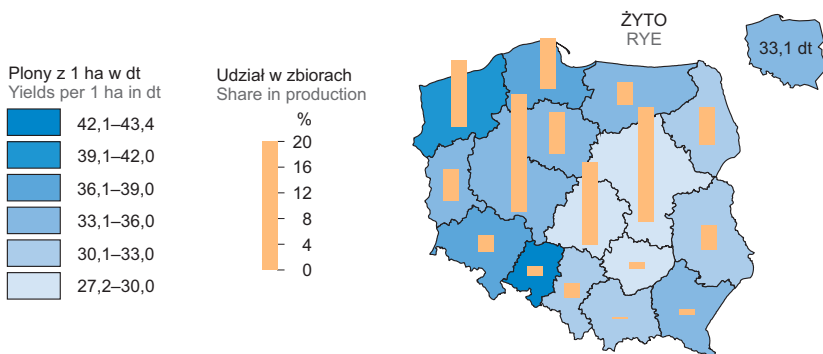 ŻYTO
RYE
33,1 dt
Plony z 1 ha w dt
Yields per 1 ha in dt
42,1–43,4
39,1–42,0
36,1–39,0
33,1–36,0
30,1–33,0
27,2–30,0
Udział w zbiorach
Share in production
%
20
16
12
8
4
0